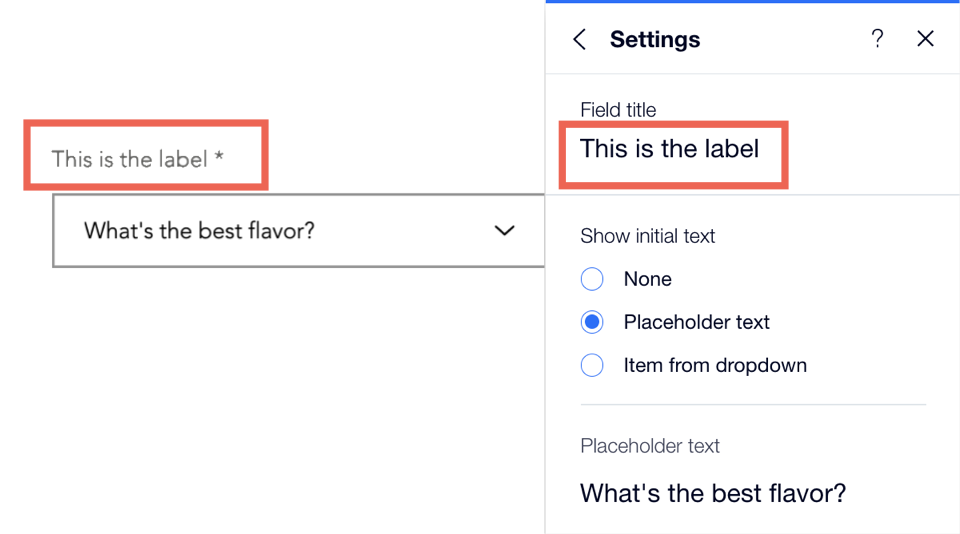 This is the label *
What's the best flavor?
Settings
?
Field title
This is the label
Show initial text
None
Placeholder text
Item from dropdown
Placeholder text
What's the best flavor?